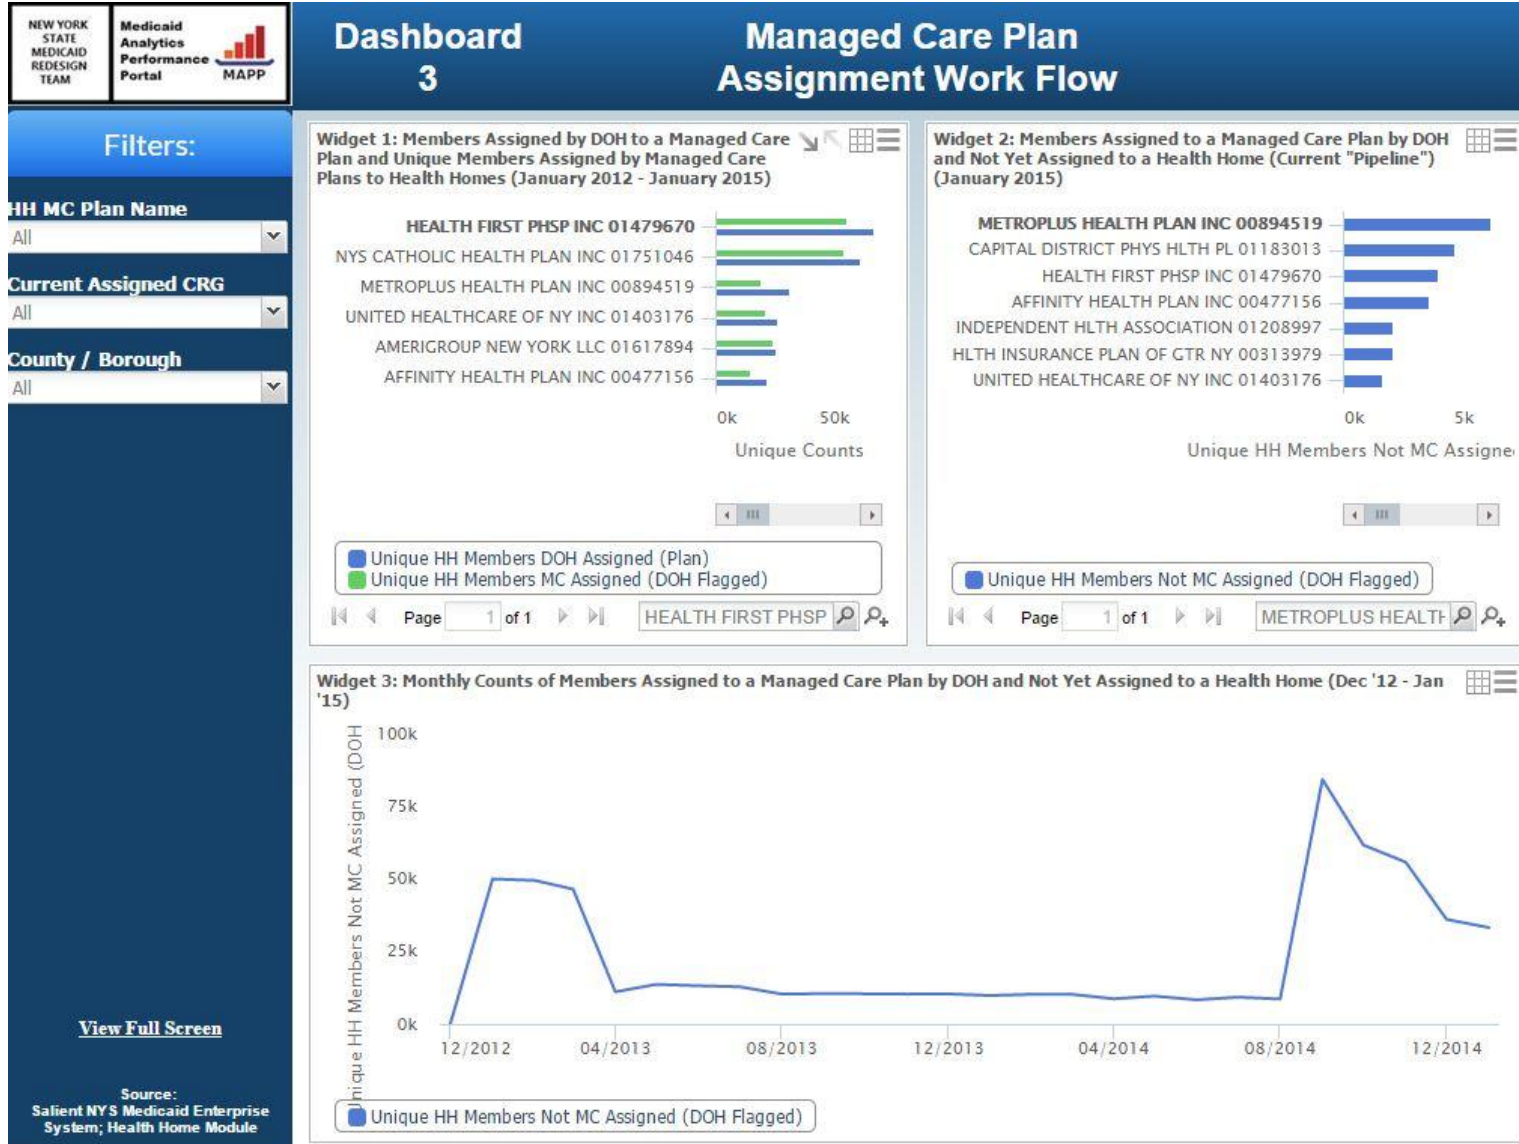 NEW YORK
STATE
MEDICAID
REDESIGN
TEAM
Medicaid
Analytics
Performance
Portal
MAPP
Dashboard
3
Managed Care Plan
Assignment Work Flow
Filters:
HH MC Plan Name
All
Current Assigned CRG
All
County / Borough
All
View Full Screen
Source:
Salient NYS Medicaid Enterprise
System; Health Home Module
Widget 1: Members Assigned by DOH to a Managed Care
Plan and Unique Members Assigned by Managed Care
Plans to Health Homes (January 2012 - January 2015)
HEALTH FIRST PHSP INC 01479670
NYS CATHOLIC HEALTH PLAN INC 01751046
METROPLUS HEALTH PLAN INC 00894519
UNITED HEALTHCARE OF NY INC 01403176
AMERIGROUP NEW YORK LLC 01617894
AFFINITY HEALTH PLAN INC 00477156
0k 50k
Unique Counts
Unique HH Members DOH Assigned (Plan)
Unique HH Members MC Assigned (DOH Flagged)
Page 1 of 1 HEALTH FIRST PHSP
Widget 2: Members Assigned to a Managed Care Plan by DOH
and Not Yet Assigned to a Health Home (Current "Pipeline")
(January 2015)
METROPLUS HEALTH PLAN INC 00894519
CAPITAL DISTRICT PHYS HLTH PL 01183013
HEALTH FIRST PHSP INC 01479670
AFFINITY HEALTH PLAN INC 00477156
INDEPENDENT HLTH ASSOCIATION 01208997
HLTH INSURANCE PLAN OF GTR NY 00313979
UNITED HEALTHCARE OF NY INC 01403176
0k 5k
Unique HH Members Not MC Assigne
Unique HH Members Not MC Assigned (DOH Flagged)
Page 1 of 1 METROPLUS HEALTH
Widget 3: Monthly Counts of Members Assigned to a Managed Care Plan by DOH and Not Yet Assigned to a Health Home (Dec '12 - Jan
'15)
Unique HH Members Not MC Assigned (DOH
100k
75k
50k
25k
0k
12/2012 04/2013 08/2013 12/2013 04/2014 08/2014 12/2014
Unique HH Members Not MC Assigned (DOH Flagged)